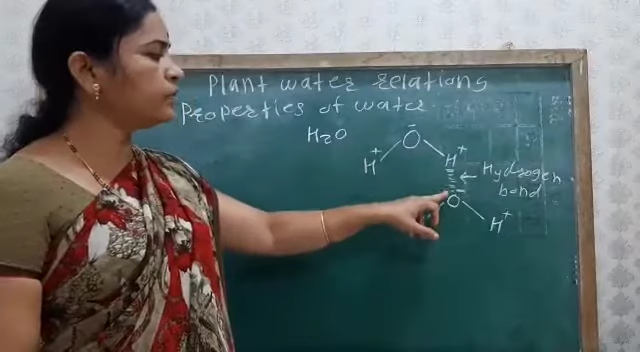 Plant water relations
Properties of water
H2O
O-
H+ H+
Hydrogen
bond
O-
H+